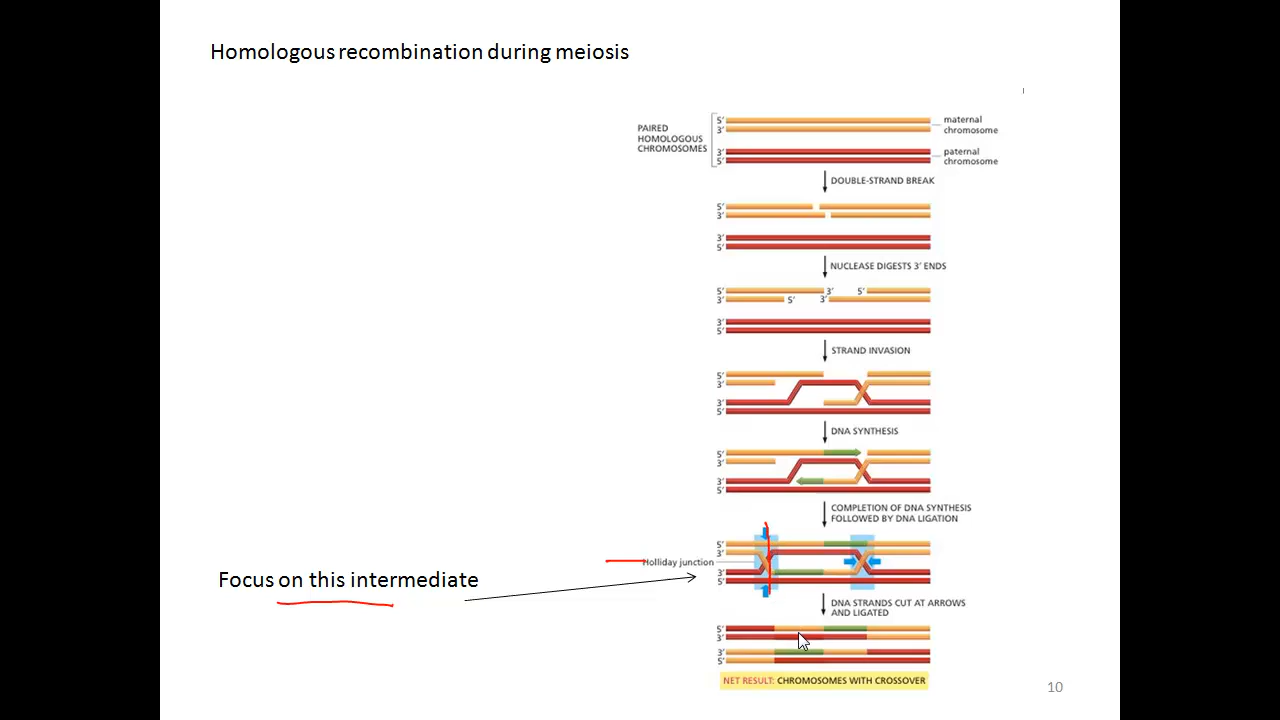 Homologous recombination during meiosis
PAIRED
HOMOLOGOUS
CHROMOSOMES
5′
3′
maternal
chromosome
3′
5′
paternal
chromosome
DOUBLE-STRAND BREAK
5′
3′
3′
5′
NUCLEASE DIGESTS 3′ ENDS
5′ 3′ 5′
3′ 5′ 3′
3′
5′
STRAND INVASION
5′
3′
3′
5′
DNA SYNTHESIS
5′
3′
3′
5′
COMPLETION OF DNA SYNTHESIS
FOLLOWED BY DNA LIGATION
5′
3′
Holliday junction
3′
5′
Focus on this intermediate
DNA STRANDS CUT AT ARROWS
AND LIGATED
5′
3′
3′
5′
NET RESULT: CHROMOSOMES WITH CROSSOVER
10